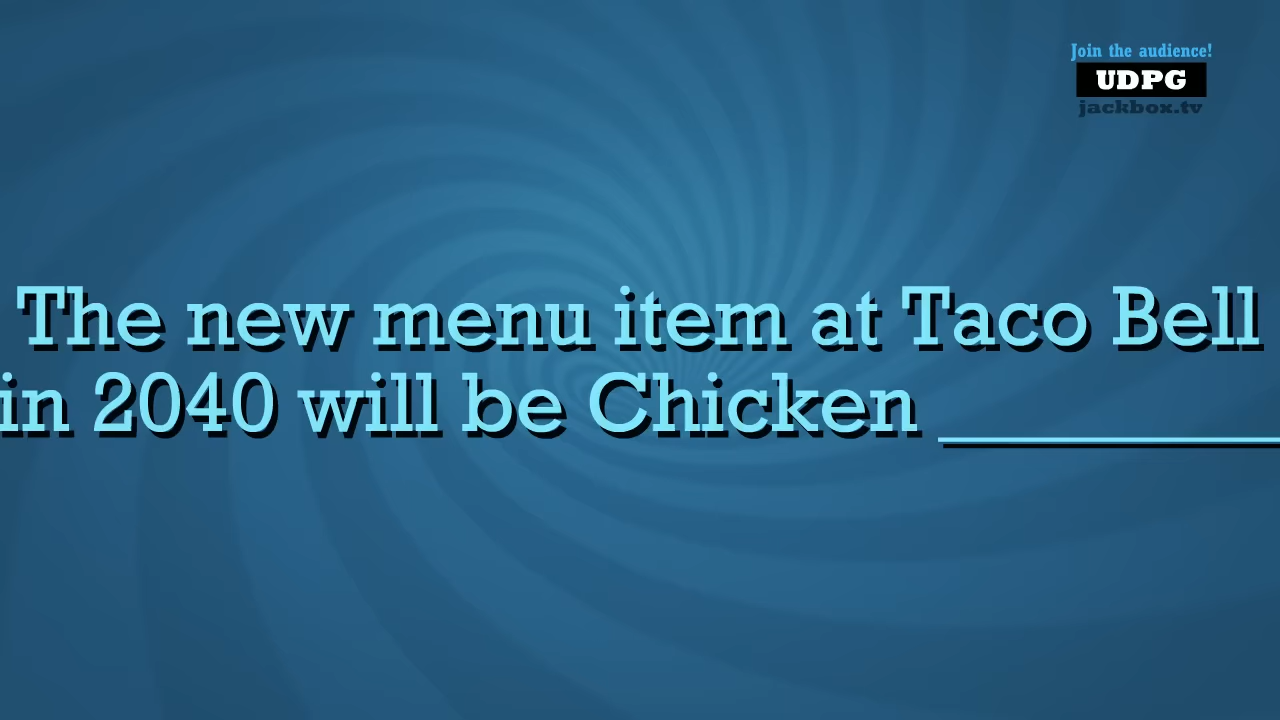 Join the audience!
UDPG
jackbox.tv
The new menu item at Taco Bell
in 2040 will be Chicken ________